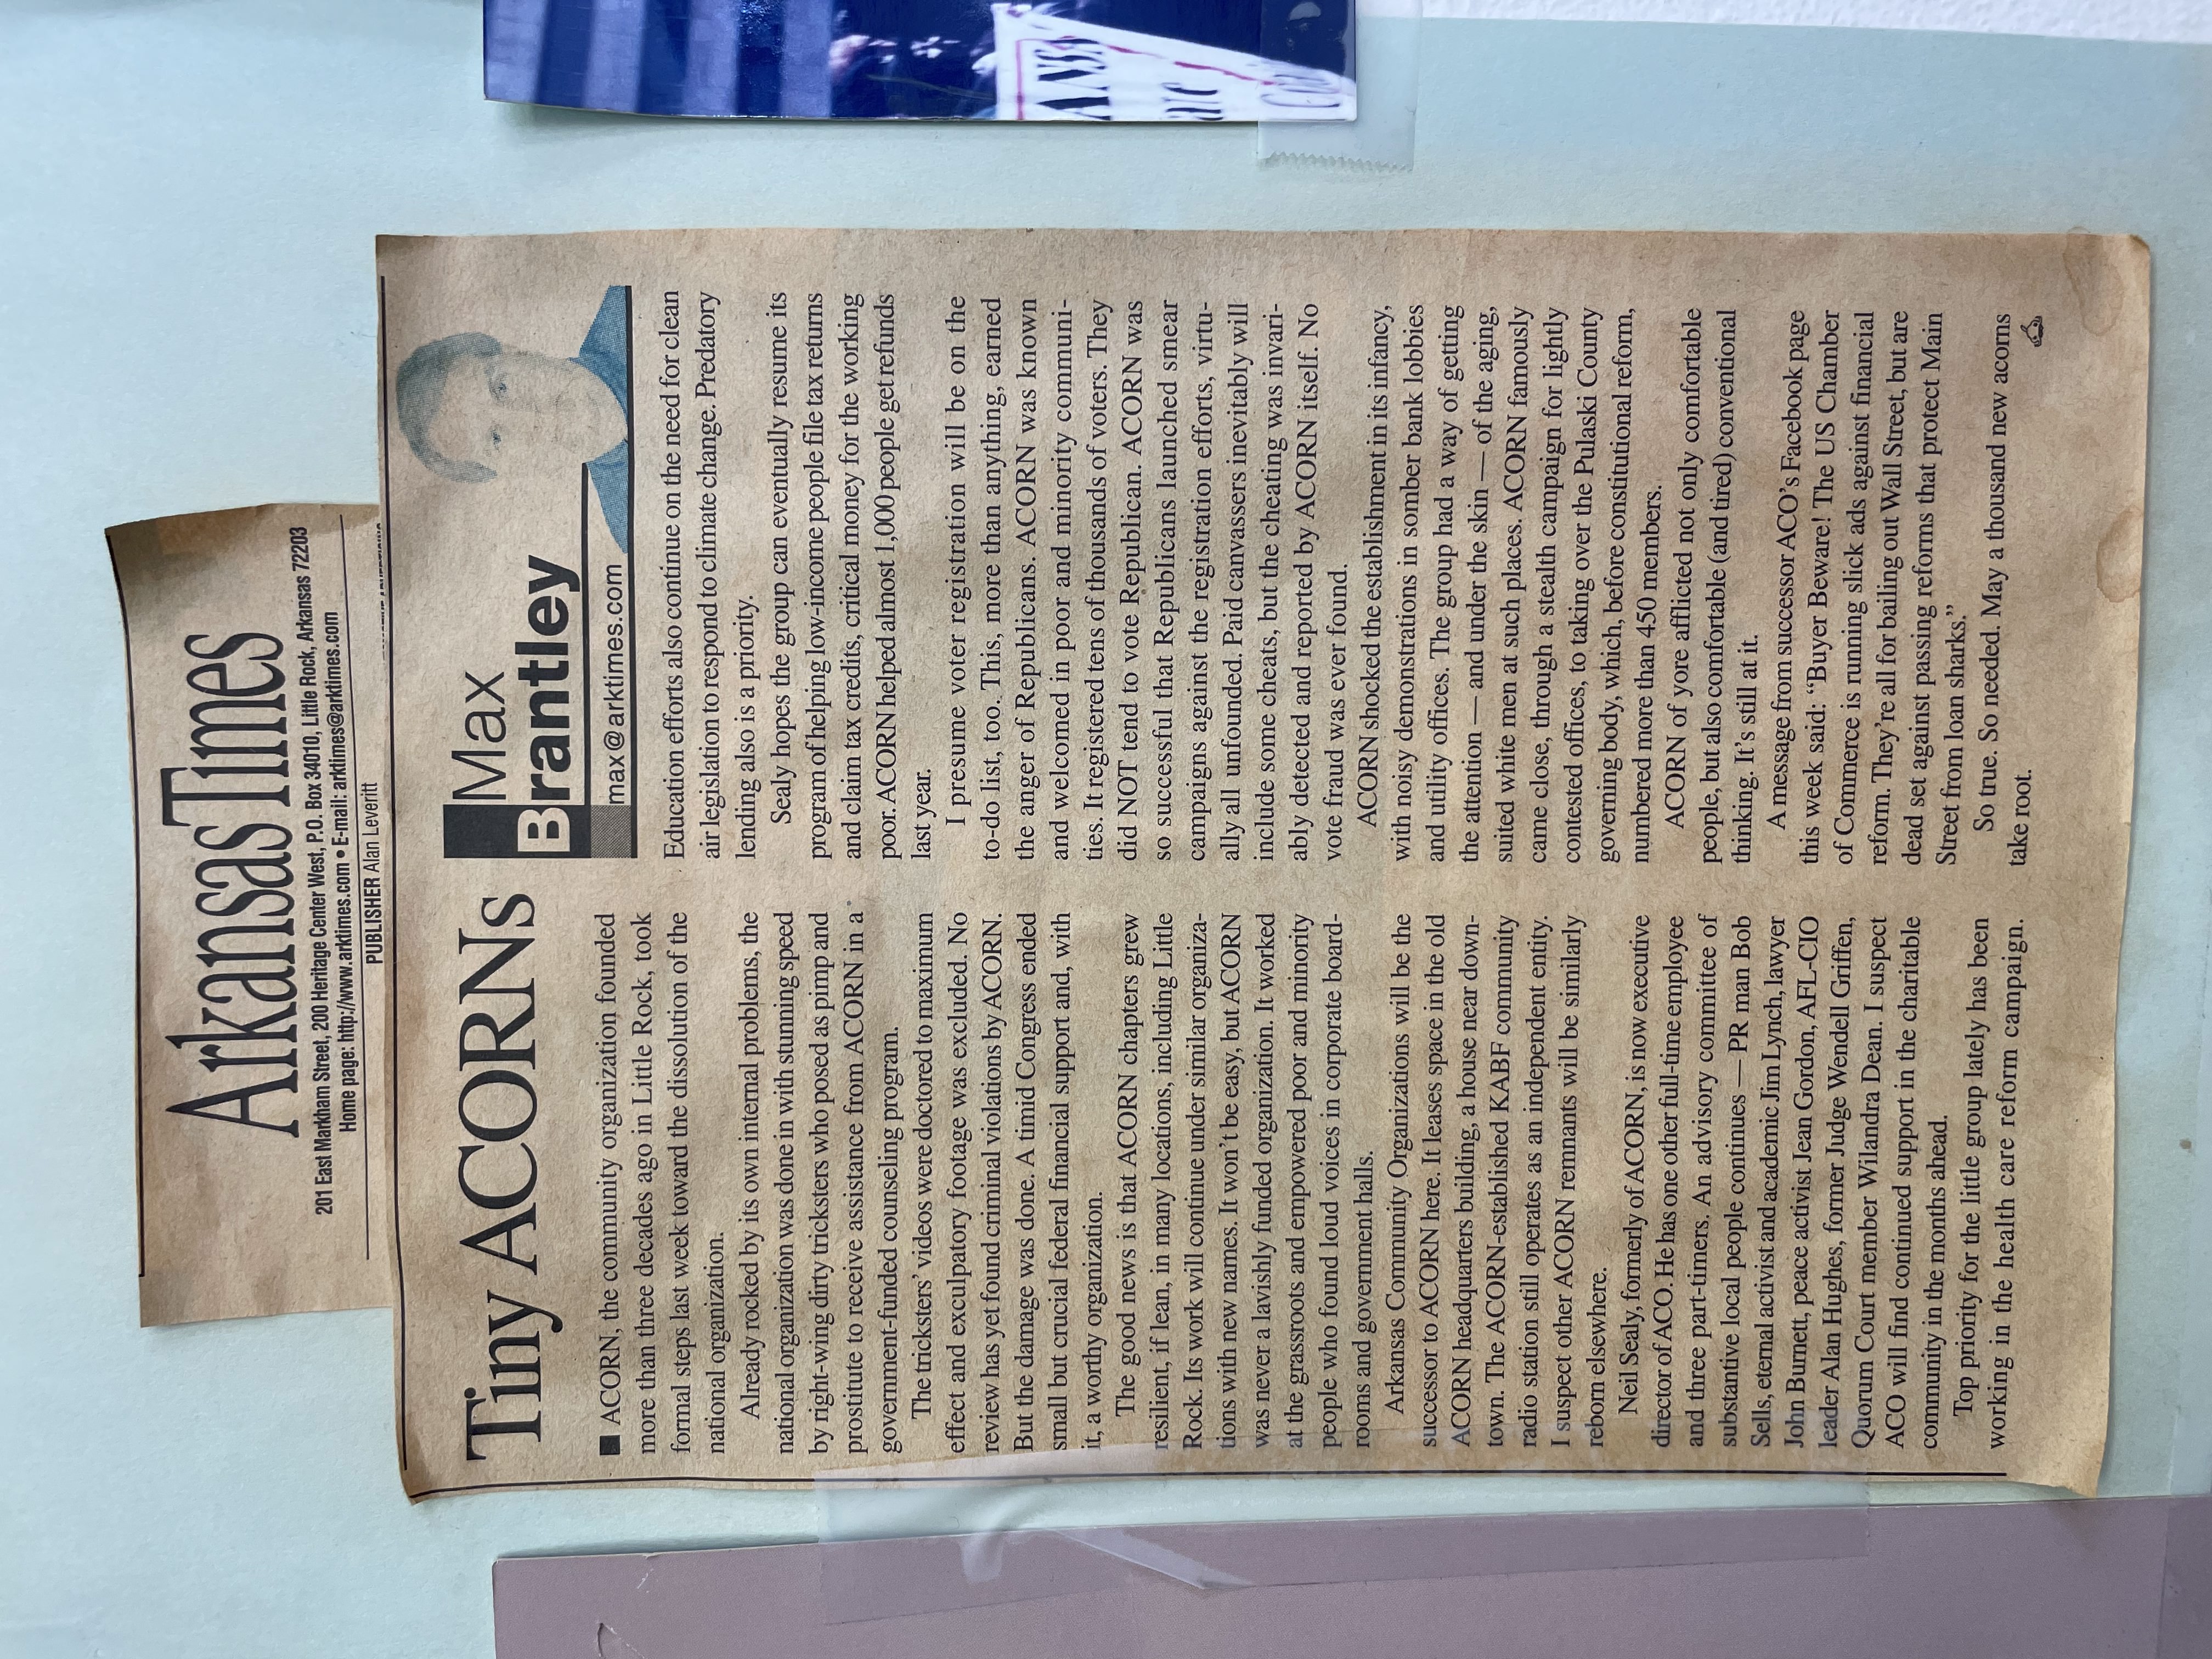 Arkansas Times
201 East Markham Street, 200 Heritage Center West, P.O. Box 34010, Little Rock, Arkansas 72203
Home page: http://www.arktimes.com • E-mail: arktimes@arktimes.com
PUBLISHER Alan Leveritt
Tiny ACORNs
■ ACORN, the community organization founded
more than three decades ago in Little Rock, took
formal steps last week toward the dissolution of the
national organization.
Already rocked by its own internal problems, the
national organization was done in with stunning speed
by right-wing dirty tricksters who posed as pimp and
prostitute to receive assistance from ACORN in a
government-funded counseling program.
The tricksters' videos were doctored to maximum
effect and exculpatory footage was excluded. No
review has yet found criminal violations by ACORN.
But the damage was done. A timid Congress ended
small but crucial federal financial support and, with
it, a worthy organization.
The good news is that ACORN chapters grew
resilient, if lean, in many locations, including Little
Rock. Its work will continue under similar organiza-
tions with new names. It won't be easy, but ACORN
was never a lavishly funded organization. It worked
at the grassroots and empowered poor and minority
people who found loud voices in corporate board-
rooms and government halls.
Arkansas Community Organizations will be the
successor to ACORN here. It leases space in the old
ACORN headquarters building, a house near down-
town. The ACORN-established KABF community
radio station still operates as an independent entity.
I suspect other ACORN remnants will be similarly
reborn elsewhere.
Neil Sealy, formerly of ACORN, is now executive
director of ACO. He has one other full-time employee
and three part-timers. An advisory committee of
substantive local people continues — PR man Bob
Sells, eternal activist and academic Jim Lynch, lawyer
John Burnett, peace activist Jean Gordon, AFL-CIO
leader Alan Hughes, former Judge Wendell Griffen,
Quorum Court member Wilandra Dean. I suspect
ACO will find continued support in the charitable
community in the months ahead.
Top priority for the little group lately has been
working in the health care reform campaign.
Max
Brantley
max@arktimes.com
Education efforts also continue on the need for clean
air legislation to respond to climate change. Predatory
lending also is a priority.
Sealy hopes the group can eventually resume its
program of helping low-income people file tax returns
and claim tax credits, critical money for the working
poor. ACORN helped almost 1,000 people get refunds
last year.
I presume voter registration will be on the
to-do list, too. This, more than anything, earned
the anger of Republicans. ACORN was known
and welcomed in poor and minority communi-
ties. It registered tens of thousands of voters. They
did NOT tend to vote Republican. ACORN was
so successful that Republicans launched smear
campaigns against the registration efforts, virtu-
ally all unfounded. Paid canvassers inevitably will
include some cheats, but the cheating was invari-
ably detected and reported by ACORN itself. No
vote fraud was ever found.
ACORN shocked the establishment in its infancy,
with noisy demonstrations in somber bank lobbies
and utility offices. The group had a way of getting
the attention — and under the skin — of the aging,
suited white men at such places. ACORN famously
came close, through a stealth campaign for lightly
contested offices, to taking over the Pulaski County
governing body, which, before constitutional reform,
numbered more than 450 members.
ACORN of yore afflicted not only comfortable
people, but also comfortable (and tired) conventional
thinking. It's still at it.
A message from successor ACO's Facebook page
this week said: "Buyer Beware! The US Chamber
of Commerce is running slick ads against financial
reform. They're all for bailing out Wall Street, but are
dead set against passing reforms that protect Main
Street from loan sharks."
So true. So needed. May a thousand new acorns
take root.